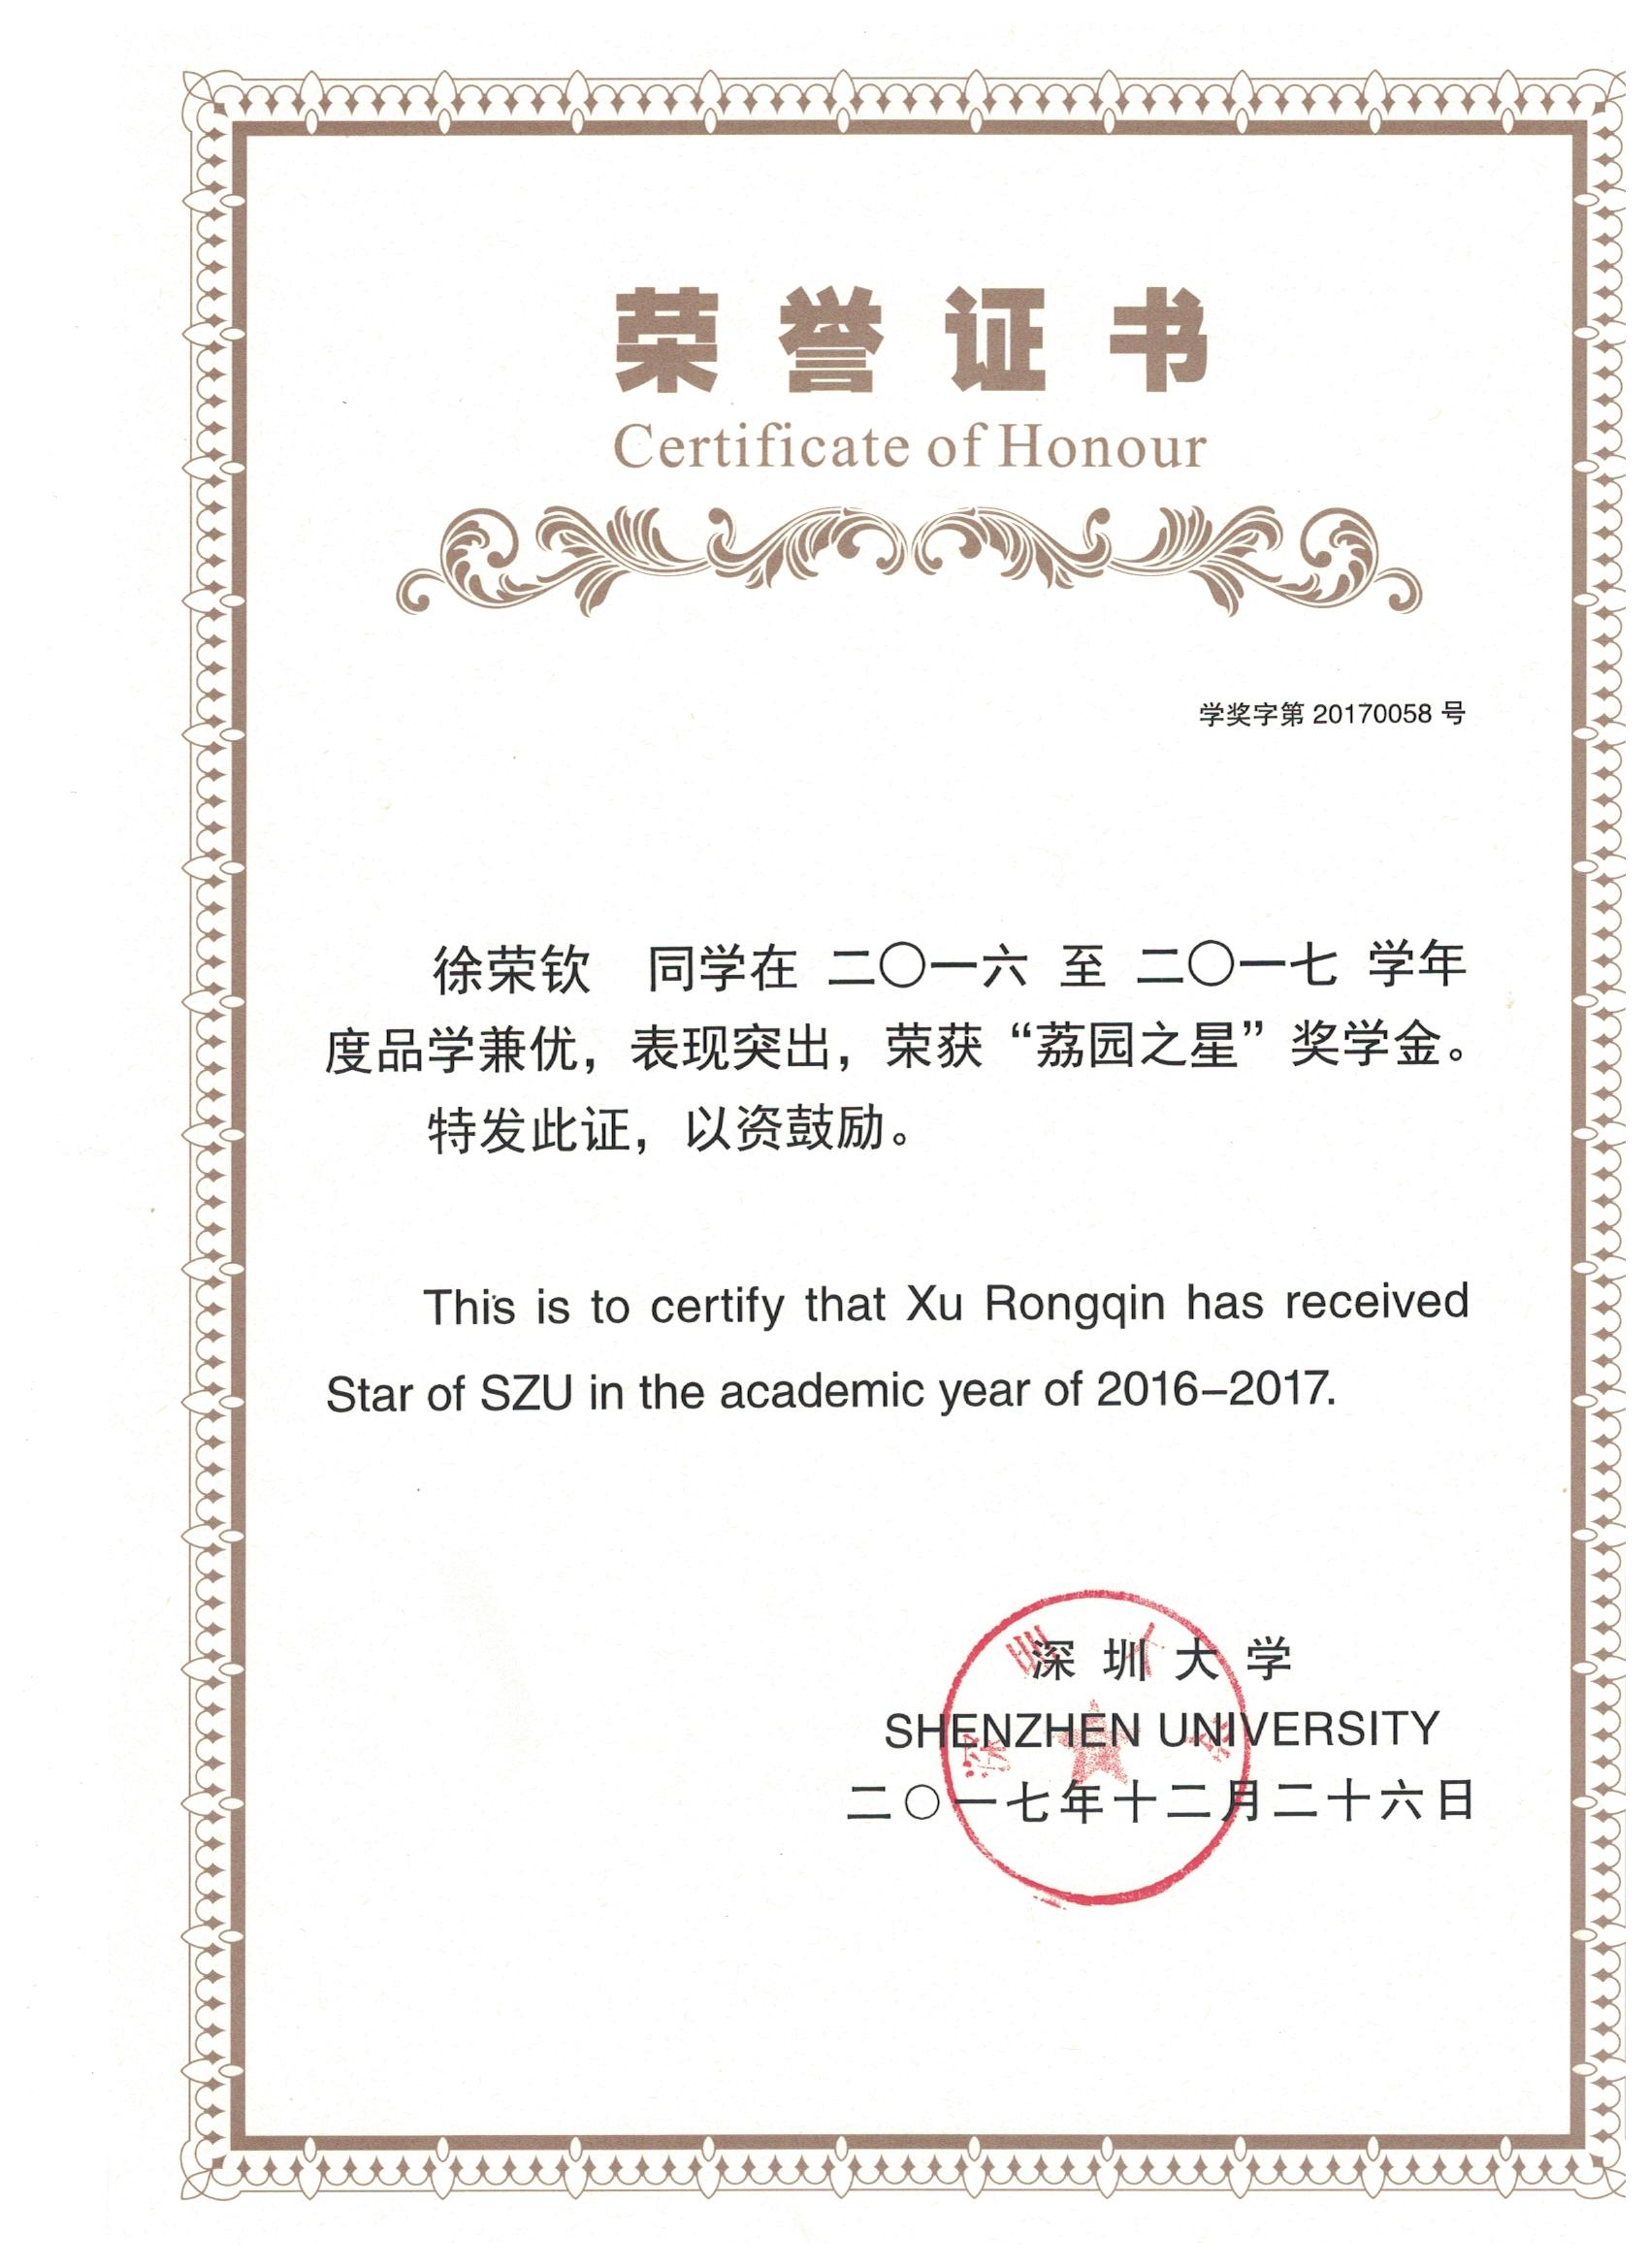 荣誉证书
Certificate of Honour
学奖字第 20170058 号
徐荣钦 同学在 二〇一六 至 二〇一七 学年
度品学兼优，表现突出，荣获“荔园之星”奖学金。
特发此证，以资鼓励。
This is to certify that Xu Rongqin has received
Star of SZU in the academic year of 2016–2017.
深圳大学
SHENZHEN UNIVERSITY
二〇一七年十二月二十六日